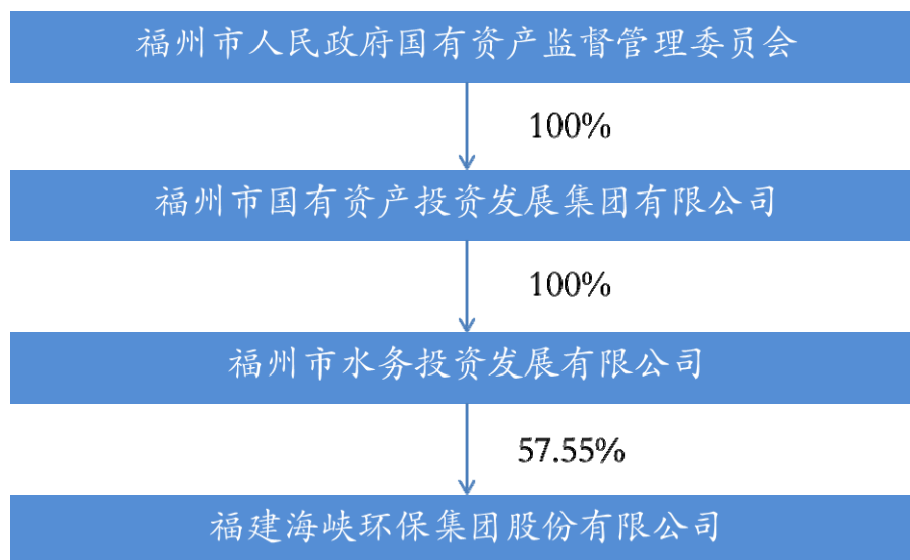 福州市人民政府国有资产监督管理委员会
100%
福州市国有资产投资发展集团有限公司
100%
福州市水务投资发展有限公司
57.55%
福建海峡环保集团股份有限公司